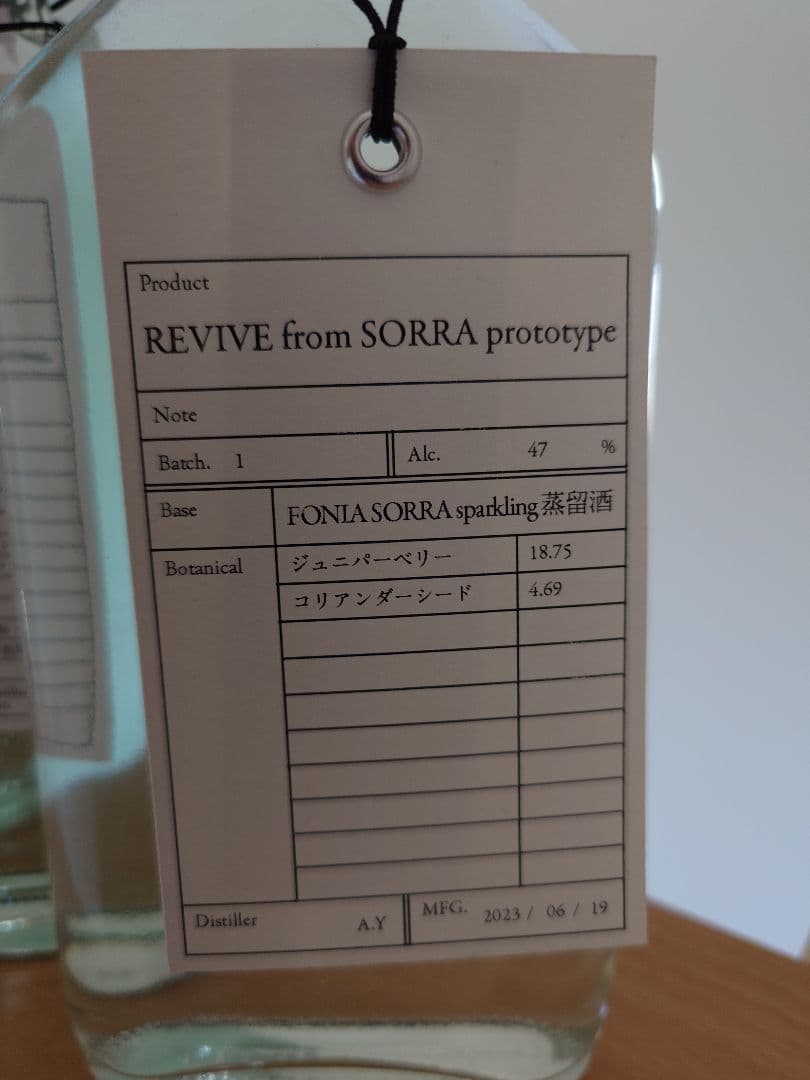 Product
REVIVE from SORRA prototype
Note
Batch. 1 Alc. 47 %
Base FONIA SORRA sparkling 蒸留酒
Botanical ジュニパーベリー 18.75
コリアンダーシード 4.69
Distiller A.Y MFG. 2023 / 06 / 19